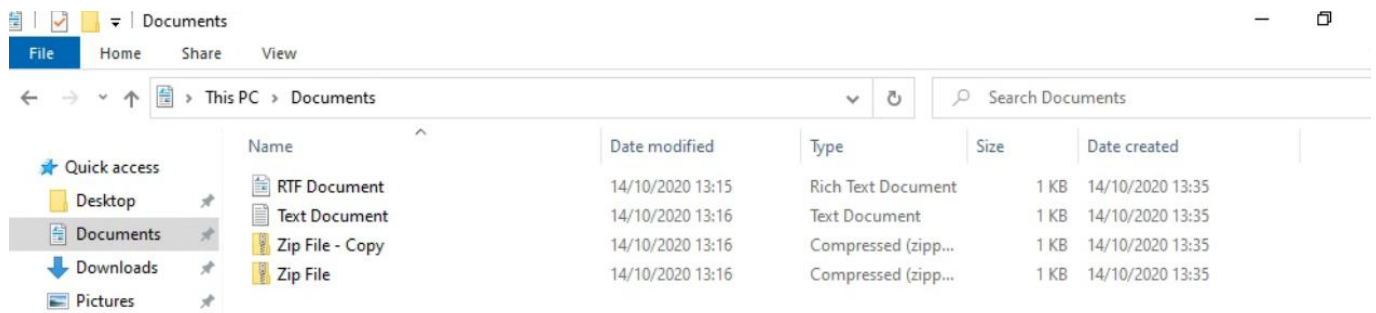 Documents
File Home Share View
This PC > Documents Search Documents
Name Date modified Type Size Date created
Quick access
RTF Document 14/10/2020 13:15 Rich Text Document 1 KB 14/10/2020 13:35
Desktop
Text Document 14/10/2020 13:16 Text Document 1 KB 14/10/2020 13:35
Documents
Zip File - Copy 14/10/2020 13:16 Compressed (zipp... 1 KB 14/10/2020 13:35
Downloads
Zip File 14/10/2020 13:16 Compressed (zipp... 1 KB 14/10/2020 13:35
Pictures